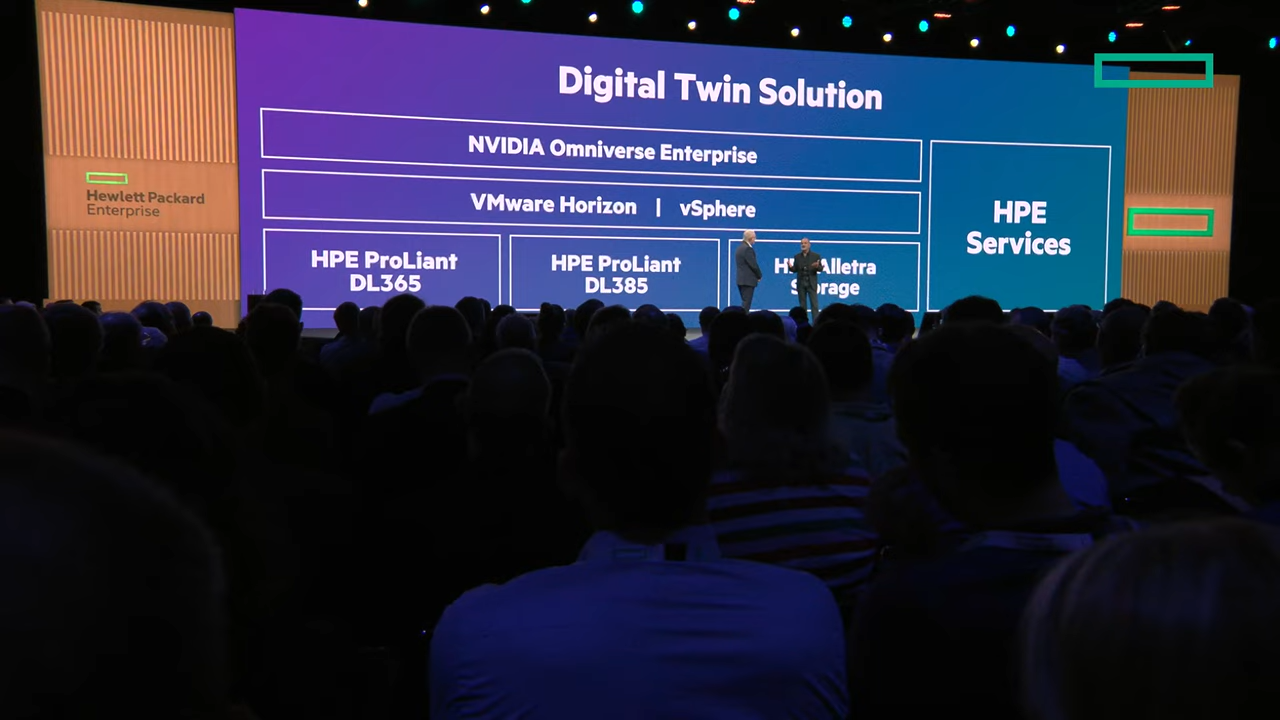 Digital Twin Solution
NVIDIA Omniverse Enterprise
VMware Horizon | vSphere
HPE ProLiant
DL365
HPE ProLiant
DL385
Alletra
HPE
Services
Hewlett Packard
Enterprise